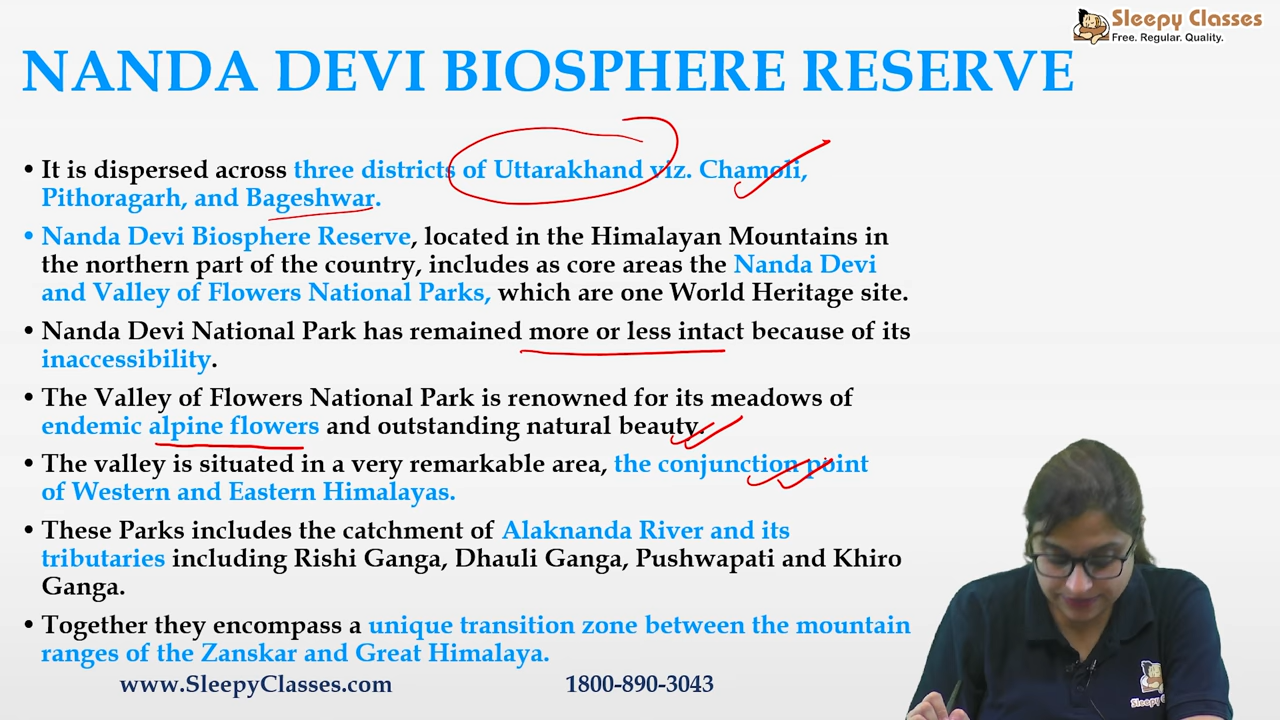 Sleepy Classes
Free. Regular. Quality.
NANDA DEVI BIOSPHERE RESERVE
• It is dispersed across three districts of Uttarakhand viz. Chamoli,
Pithoragarh, and Bageshwar.
• Nanda Devi Biosphere Reserve, located in the Himalayan Mountains in
the northern part of the country, includes as core areas the Nanda Devi
and Valley of Flowers National Parks, which are one World Heritage site.
• Nanda Devi National Park has remained more or less intact because of its
inaccessibility.
• The Valley of Flowers National Park is renowned for its meadows of
endemic alpine flowers and outstanding natural beauty.
• The valley is situated in a very remarkable area, the conjunction point
of Western and Eastern Himalayas.
• These Parks includes the catchment of Alaknanda River and its
tributaries including Rishi Ganga, Dhauli Ganga, Pushwapati and Khiro
Ganga.
• Together they encompass a unique transition zone between the mountain
ranges of the Zanskar and Great Himalaya.
www.SleepyClasses.com 1800-890-3043